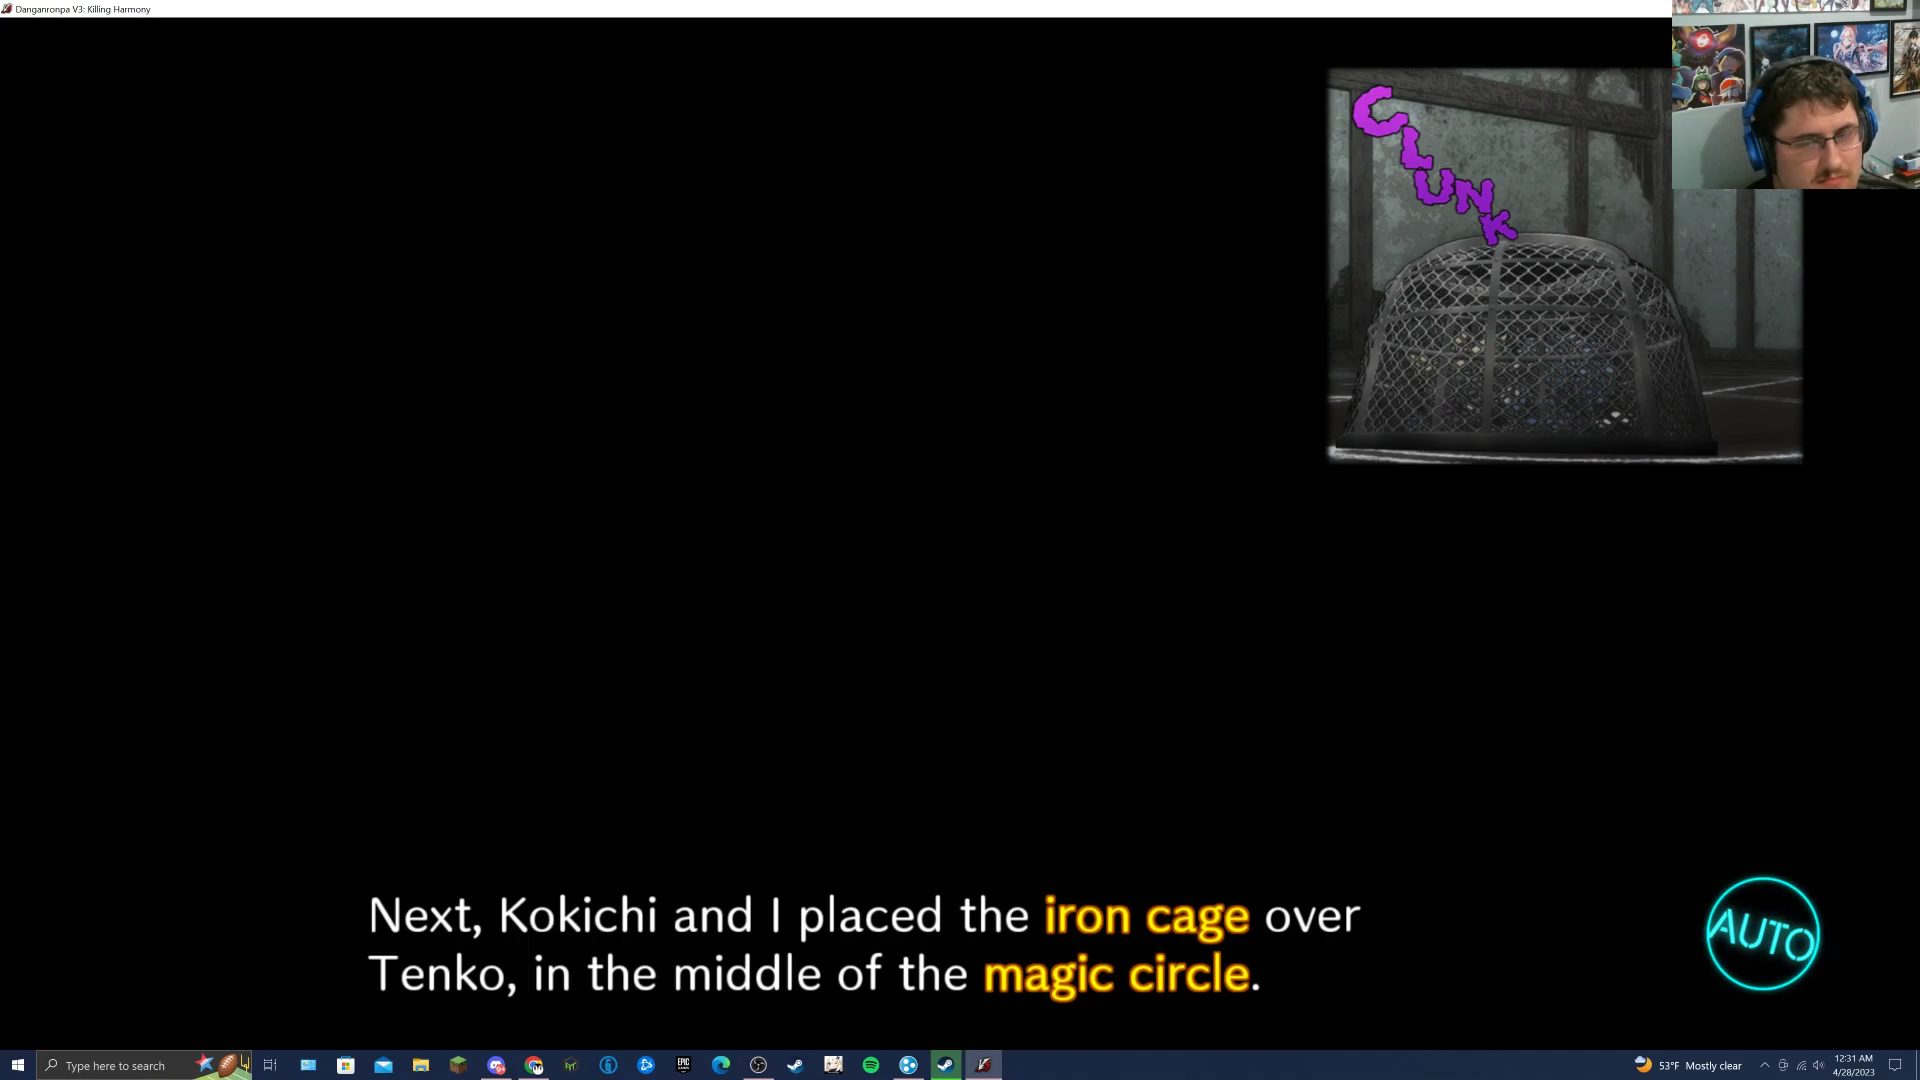 Danganronpa V3: Killing Harmony
CLUNK
Next, Kokichi and I placed the iron cage over
Tenko, in the middle of the magic circle.
AUTO
Type here to search
53°F Mostly clear
12:31 AM
4/28/2023